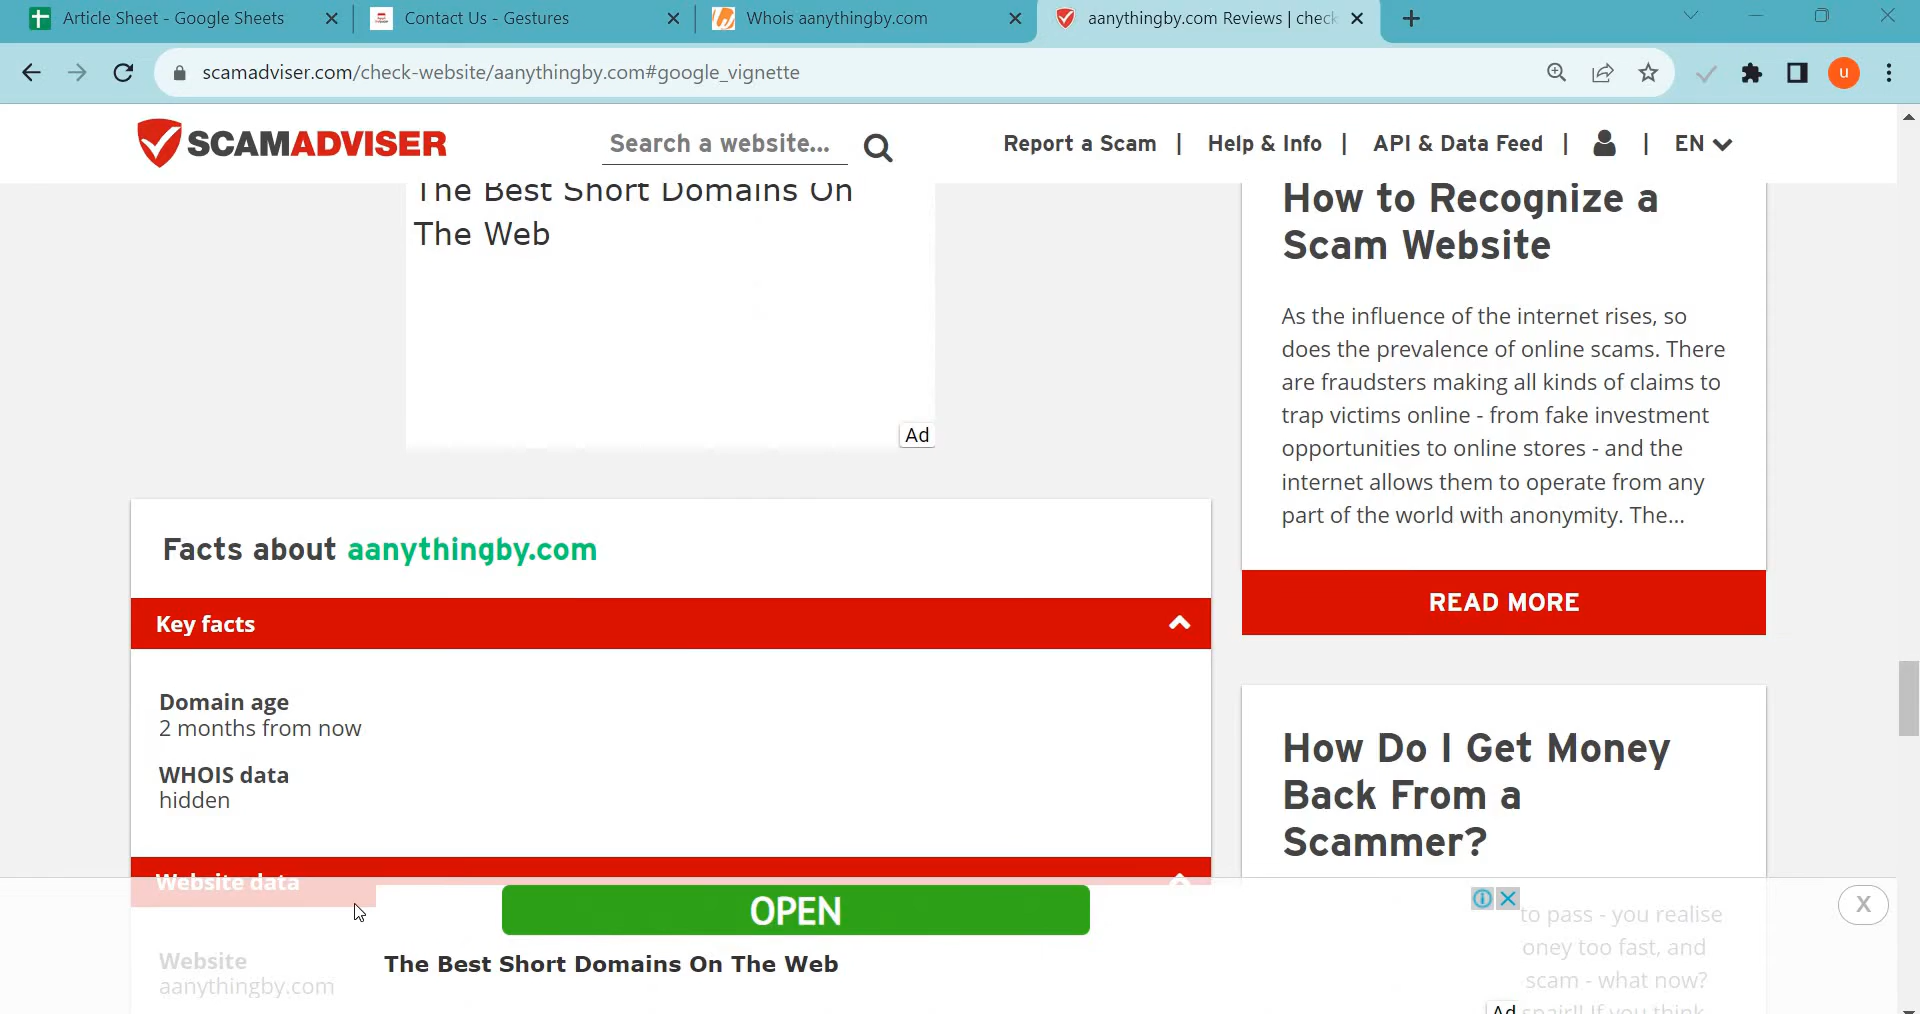 Article Sheet - Google Sheets
Contact Us - Gestures
Whois aanythingby.com
aanythingby.com Reviews | check
scamadviser.com/check-website/aanythingby.com#google_vignette
u
SCAMADVISER
Search a website...
Report a Scam | Help & Info | API & Data Feed | | EN
The Best Short Domains On
The Web
Ad
Facts about aanythingby.com
Key facts
Domain age
2 months from now
WHOIS data
hidden
Website data
Website
aanythingby.com
How to Recognize a
Scam Website
As the influence of the internet rises, so
does the prevalence of online scams. There
are fraudsters making all kinds of claims to
trap victims online - from fake investment
opportunities to online stores - and the
internet allows them to operate from any
part of the world with anonymity. The...
READ MORE
How Do I Get Money
Back From a
Scammer?
to pass - you realise
oney too fast, and
scam - what now?
spair!! If you think
OPEN
The Best Short Domains On The Web
X
Ad